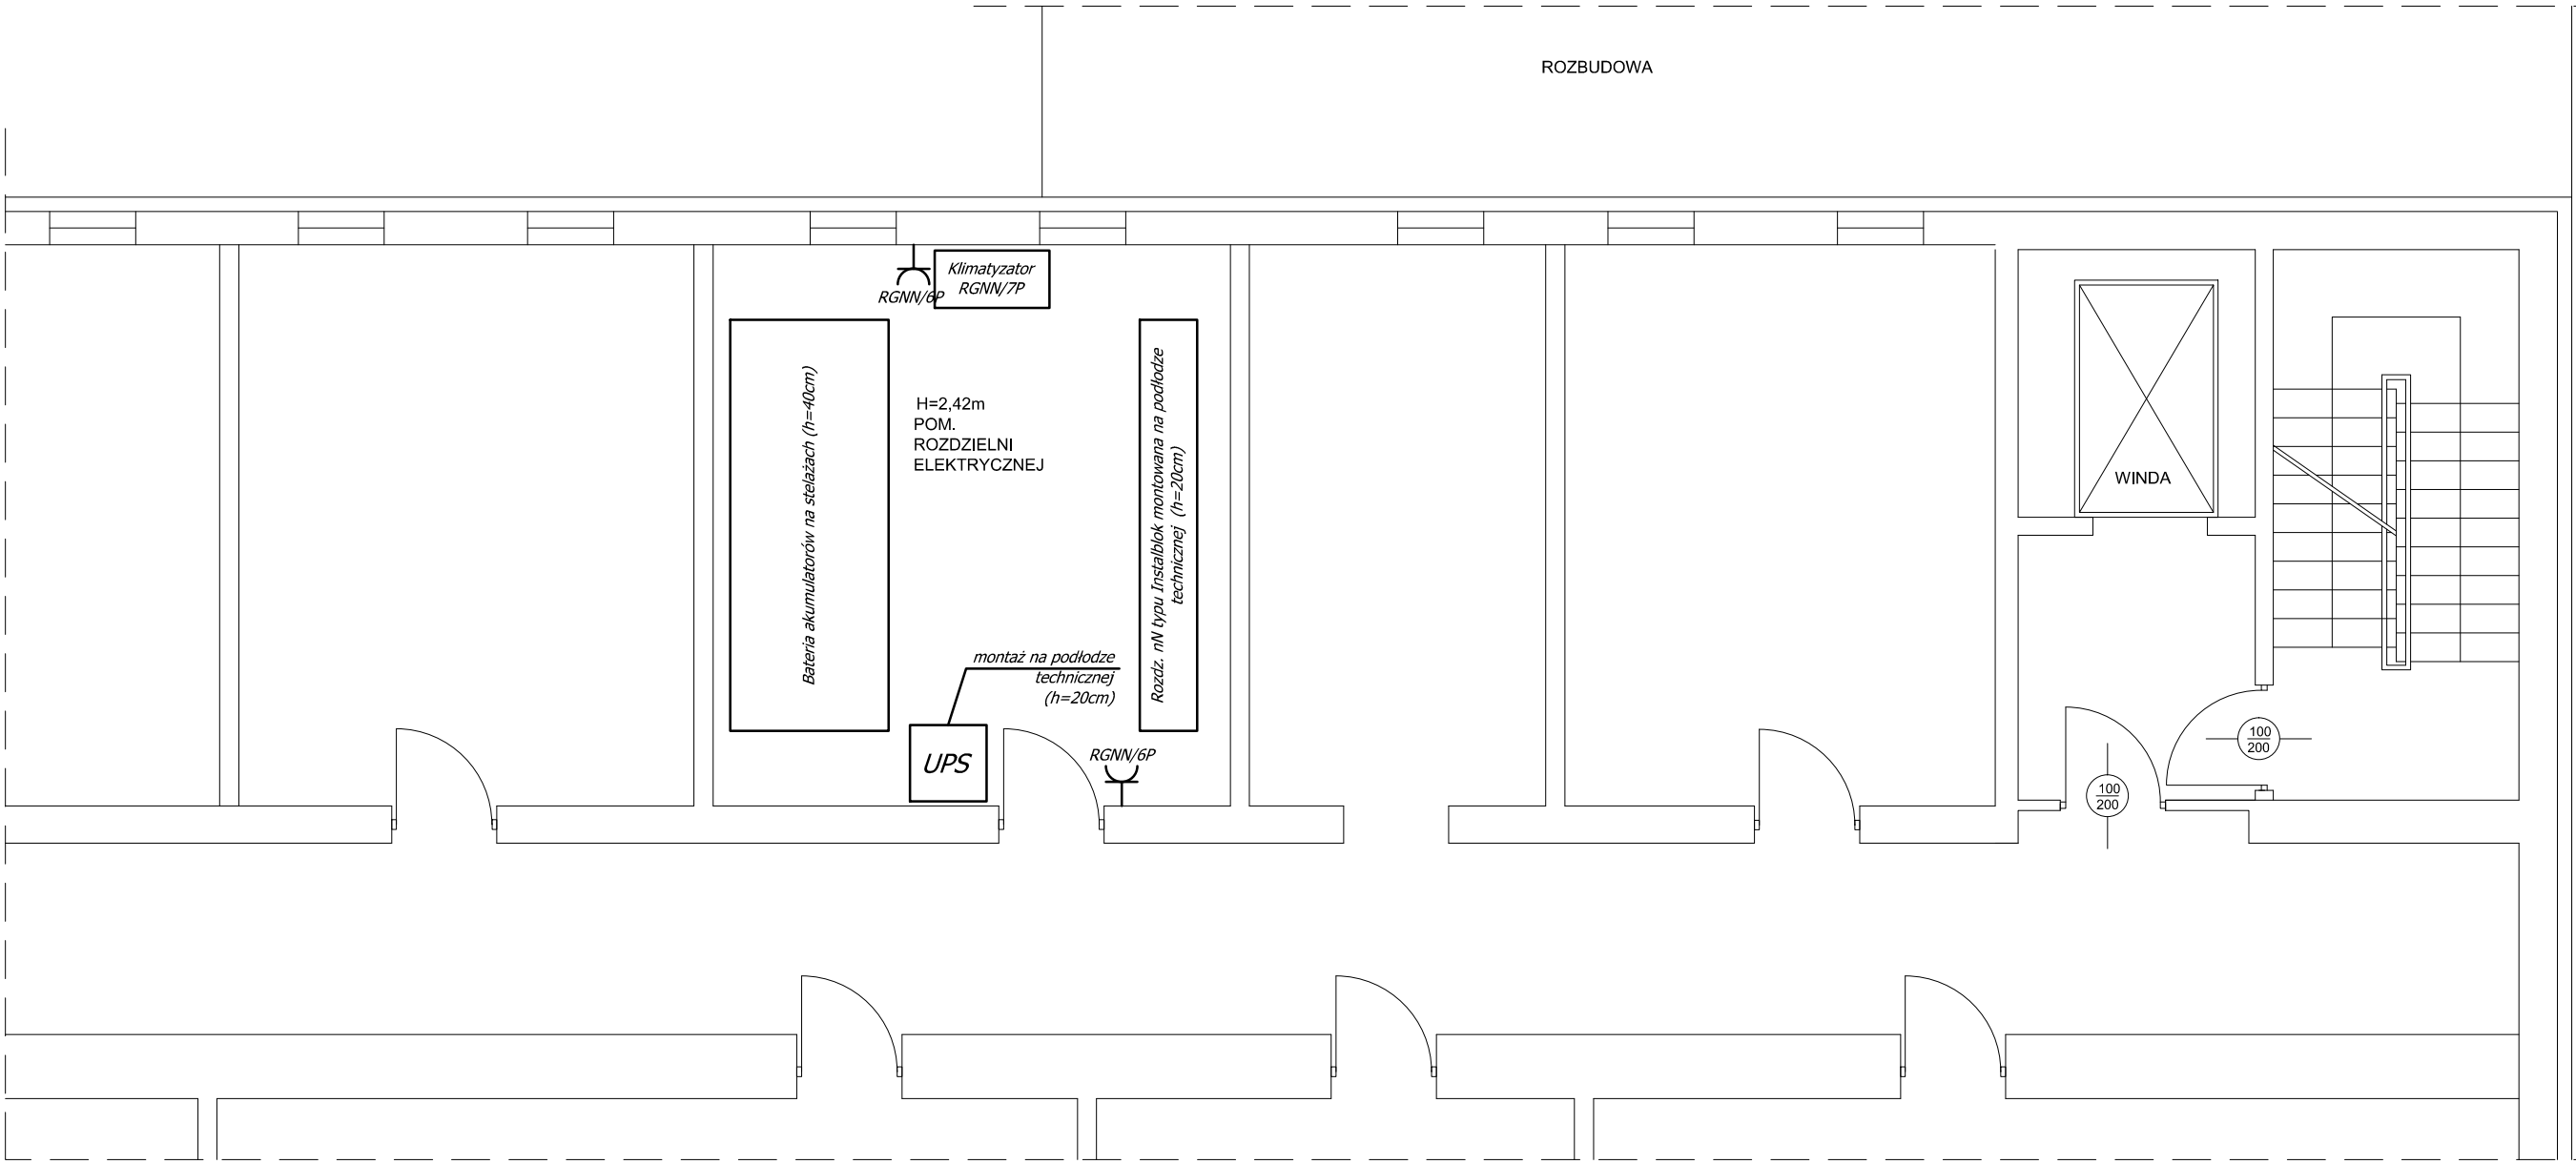 ROZBUDOWA
Klimatyzator
RGNN/7P
RGNN/6P
Bateria akumulatorów na stelażach (h=40cm)
H=2,42m
POM.
ROZDZIELNI
ELEKTRYCZNEJ
Rozdz. nN typu Instalblok montowana na podłodze
technicznej (h=20cm)
WINDA
montaż na podłodze
technicznej
(h=20cm)
UPS
RGNN/6P
100
200
100
200